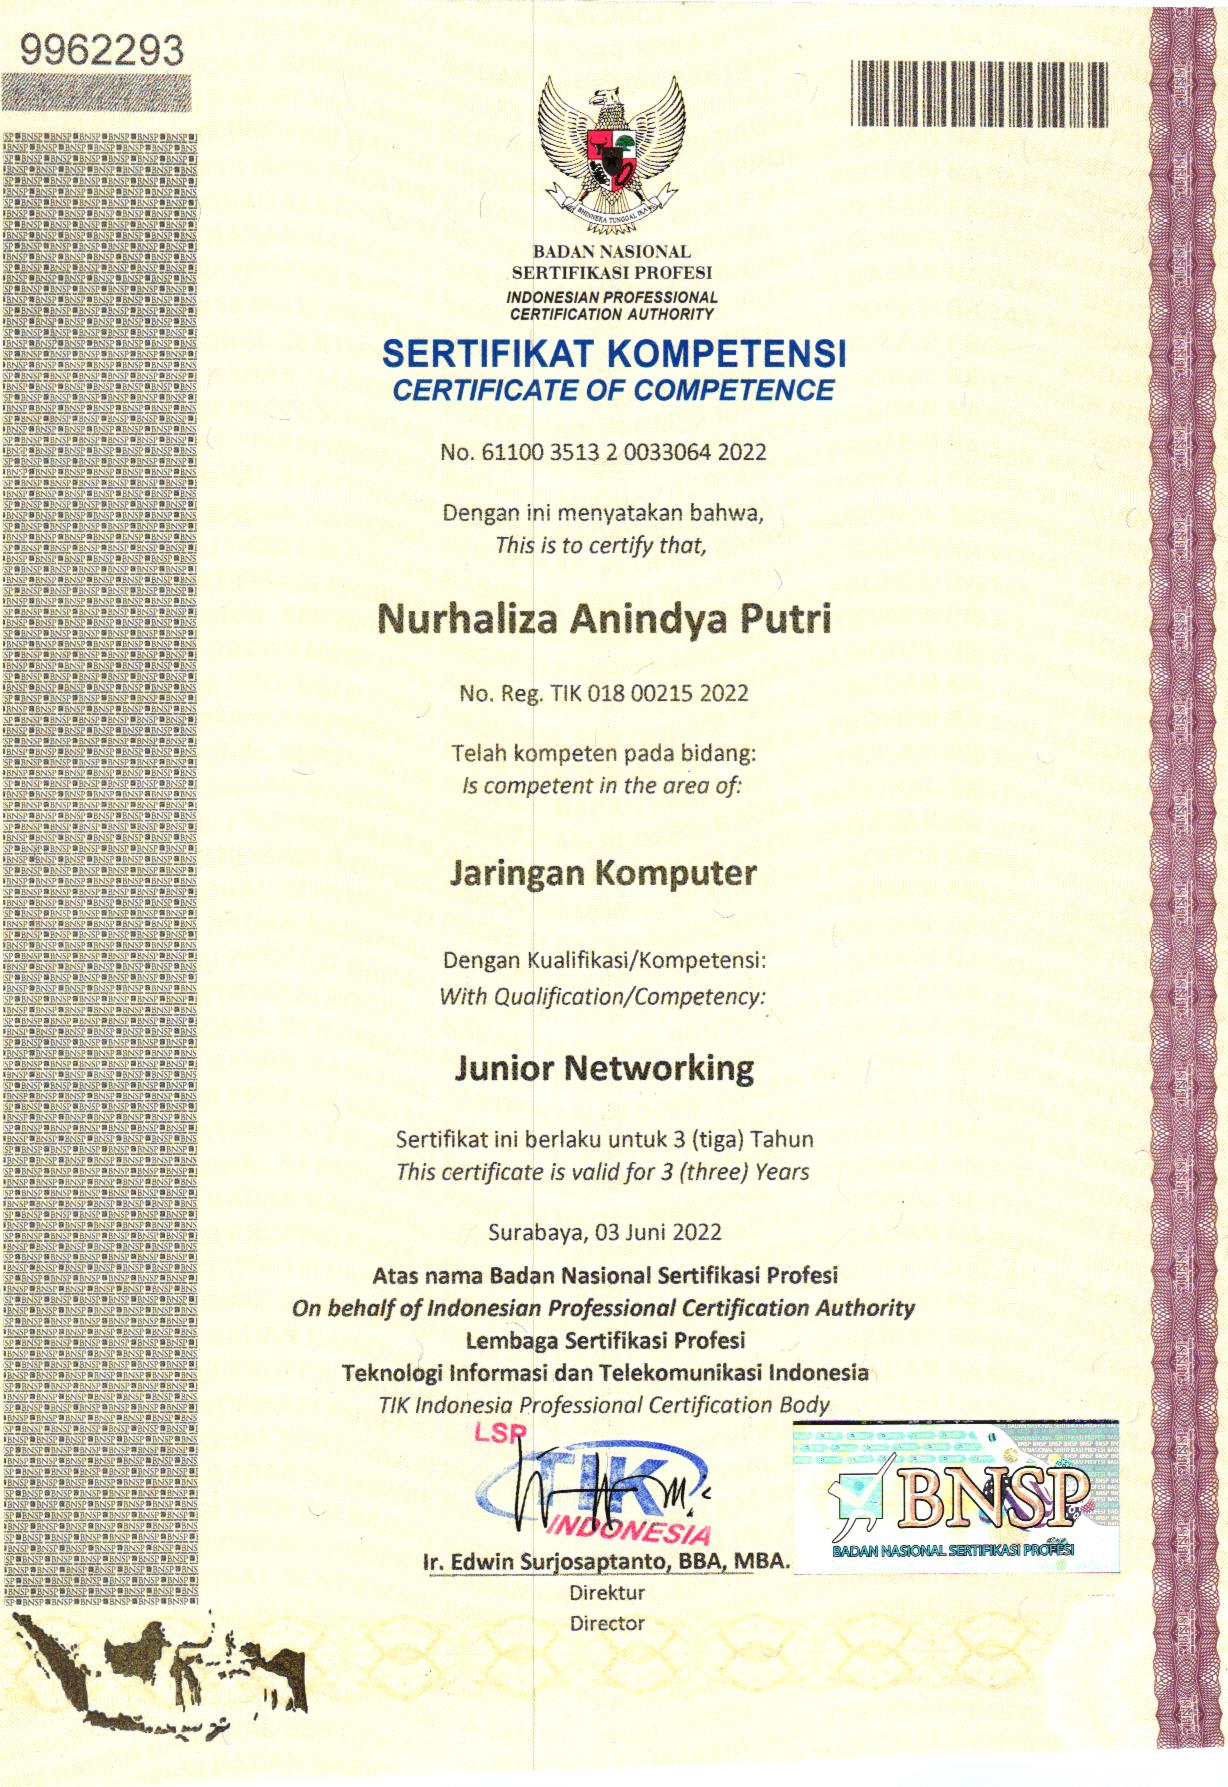 9962293
BHINNEKA TUNGGAL IKA
BADAN NASIONAL
SERTIFIKASI PROFESI
INDONESIAN PROFESSIONAL
CERTIFICATION AUTHORITY
SERTIFIKAT KOMPETENSI
CERTIFICATE OF COMPETENCE
No. 61100 3513 2 0033064 2022
Dengan ini menyatakan bahwa,
This is to certify that,
Nurhaliza Anindya Putri
No. Reg. TIK 018 00215 2022
Telah kompeten pada bidang:
Is competent in the area of:
Jaringan Komputer
Dengan Kualifikasi/Kompetensi:
With Qualification/Competency:
Junior Networking
Sertifikat ini berlaku untuk 3 (tiga) Tahun
This certificate is valid for 3 (three) Years
Surabaya, 03 Juni 2022
Atas nama Badan Nasional Sertifikasi Profesi
On behalf of Indonesian Professional Certification Authority
Lembaga Sertifikasi Profesi
Teknologi Informasi dan Telekomunikasi Indonesia
TIK Indonesia Professional Certification Body
LSP
TIK
INDONESIA
BNSP
BADAN NASIONAL SERTIFIKASI PROFESI
Ir. Edwin Surjosaptanto, BBA, MBA.
Direktur
Director